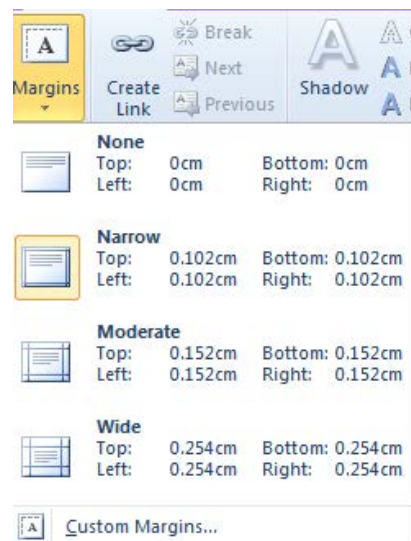 A
Margins
Create
Link
Break
Next
Previous
A
Shadow
A
A
A
None
Top: 0cm Bottom: 0cm
Left: 0cm Right: 0cm
Narrow
Top: 0.102cm Bottom: 0.102cm
Left: 0.102cm Right: 0.102cm
Moderate
Top: 0.152cm Bottom: 0.152cm
Left: 0.152cm Right: 0.152cm
Wide
Top: 0.254cm Bottom: 0.254cm
Left: 0.254cm Right: 0.254cm
A Custom Margins...